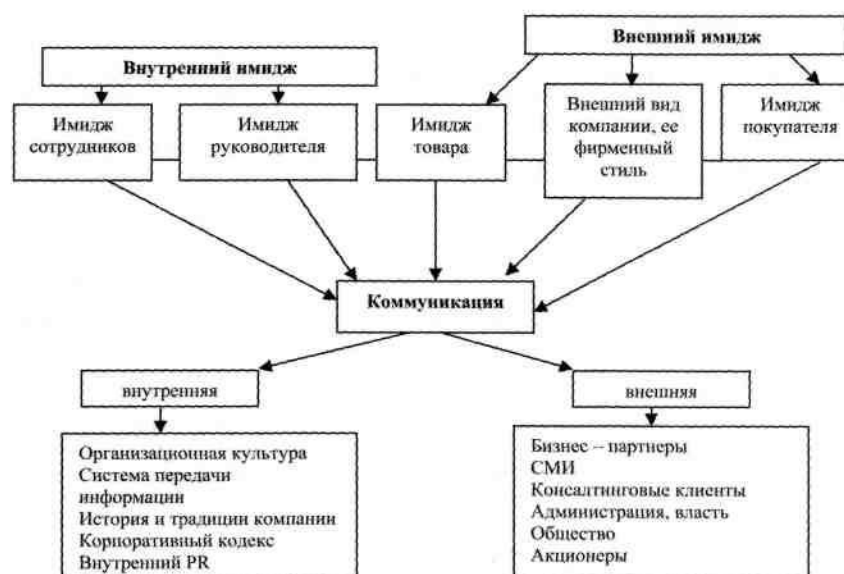 Внешний имидж
Внутренний имидж
Имидж
сотрудников
Имидж
руководителя
Имидж
товара
Внешний вид
компании, ее
фирменный
стиль
Имидж
покупателя
Коммуникация
внутренняя
внешняя
Организационная культура
Система передачи
информации
История и традиции компании
Корпоративный кодекс
Внутренний PR
Бизнес – партнеры
СМИ
Консалтинговые клиенты
Администрация, власть
Общество
Акционеры